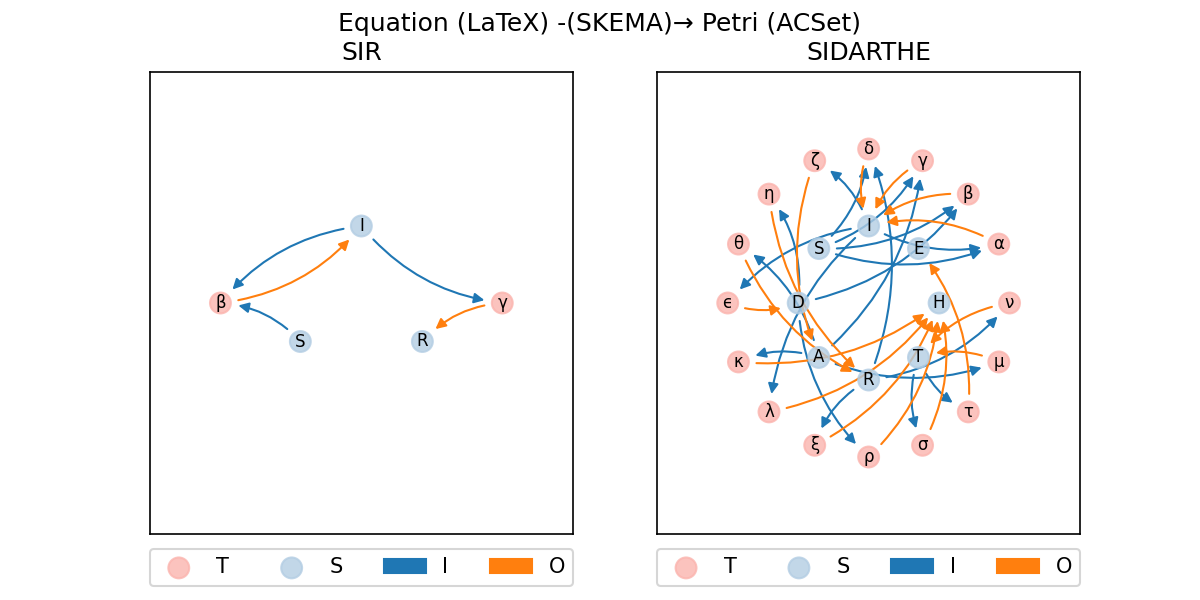 Equation (LaTeX) -(SKEMA)→ Petri (ACSet)
SIR
SIDARTHE
I
β
γ
S
R
δ
ζ
γ
η
β
I
θ
S
E
α
ϵ
D
H
ν
κ
A
T
μ
R
λ
τ
ξ
σ
ρ
T S I O
T S I O